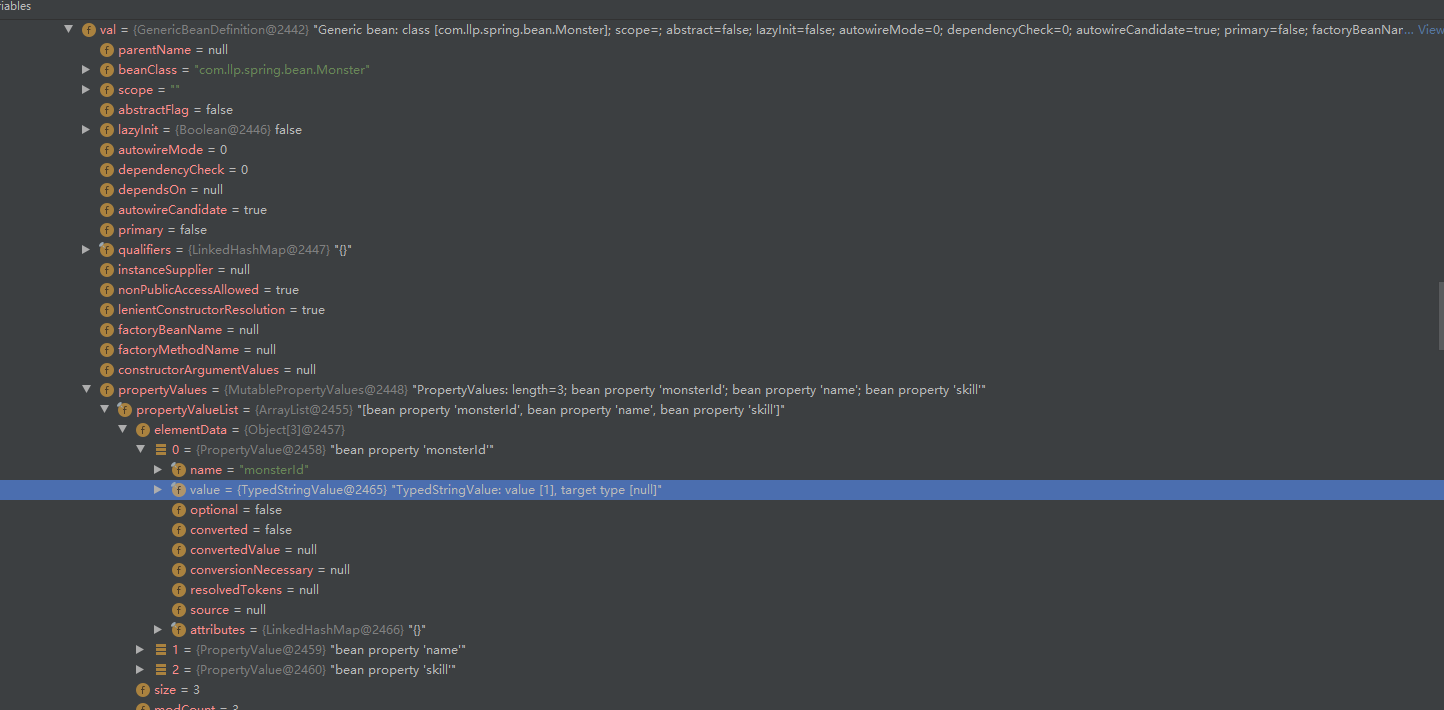 riables
val = {GenericBeanDefinition@2442} "Generic bean: class [com.llp.spring.bean.Monster]; scope=; abstract=false; lazyInit=false; autowireMode=0; dependencyCheck=0; autowireCandidate=true; primary=false; factoryBeanNar... View
parentName = null
beanClass = "com.llp.spring.bean.Monster"
scope = ""
abstractFlag = false
lazyInit = {Boolean@2446} false
autowireMode = 0
dependencyCheck = 0
dependsOn = null
autowireCandidate = true
primary = false
qualifiers = {LinkedHashMap@2447} "{}"
instanceSupplier = null
nonPublicAccessAllowed = true
lenientConstructorResolution = true
factoryBeanName = null
factoryMethodName = null
constructorArgumentValues = null
propertyValues = {MutablePropertyValues@2448} "PropertyValues: length=3; bean property 'monsterId'; bean property 'name'; bean property 'skill'"
propertyValueList = {ArrayList@2455} "[bean property 'monsterId', bean property 'name', bean property 'skill']"
elementData = {Object[3]@2457}
0 = {PropertyValue@2458} "bean property 'monsterId'"
name = "monsterId"
value = {TypedStringValue@2465} "TypedStringValue: value [1], target type [null]"
optional = false
converted = false
convertedValue = null
conversionNecessary = null
resolvedTokens = null
source = null
attributes = {LinkedHashMap@2466} "{}"
1 = {PropertyValue@2459} "bean property 'name'"
2 = {PropertyValue@2460} "bean property 'skill'"
size = 3
modCount = 3